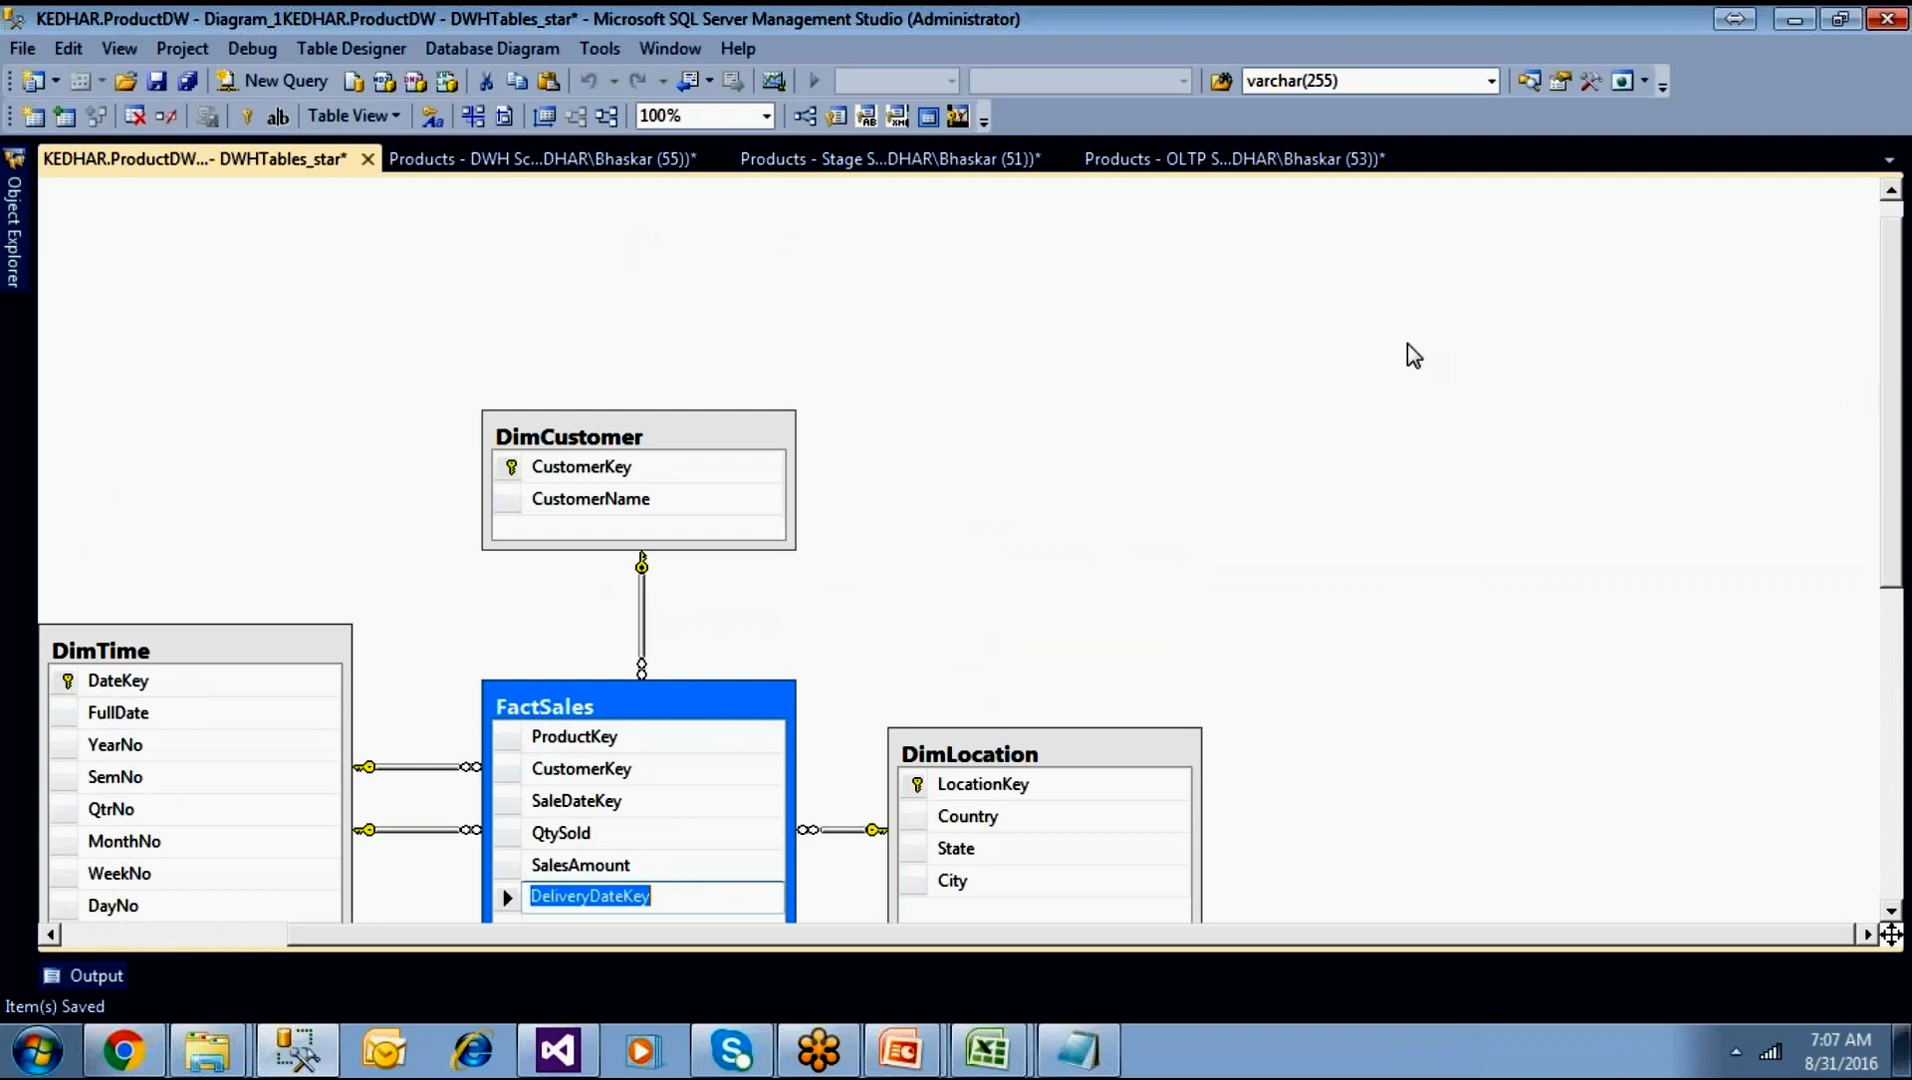 KEDHAR.ProductDW - Diagram_1KEDHAR.ProductDW - DWHTables_star* - Microsoft SQL Server Management Studio (Administrator)
File Edit View Project Debug Table Designer Database Diagram Tools Window Help
New Query varchar(255)
Table View 100%
KEDHAR.ProductDW...- DWHTables_star* Products - DWH Sc...DHAR\Bhaskar (55))* Products - Stage S...DHAR\Bhaskar (51))* Products - OLTP S...DHAR\Bhaskar (53))*
Object Explorer
DimCustomer
CustomerKey
CustomerName
DimTime
DateKey
FullDate
YearNo
SemNo
QtrNo
MonthNo
WeekNo
DayNo
FactSales
ProductKey
CustomerKey
SaleDateKey
QtySold
SalesAmount
DeliveryDateKey
DimLocation
LocationKey
Country
State
City
Output
Item(s) Saved
7:07 AM
8/31/2016